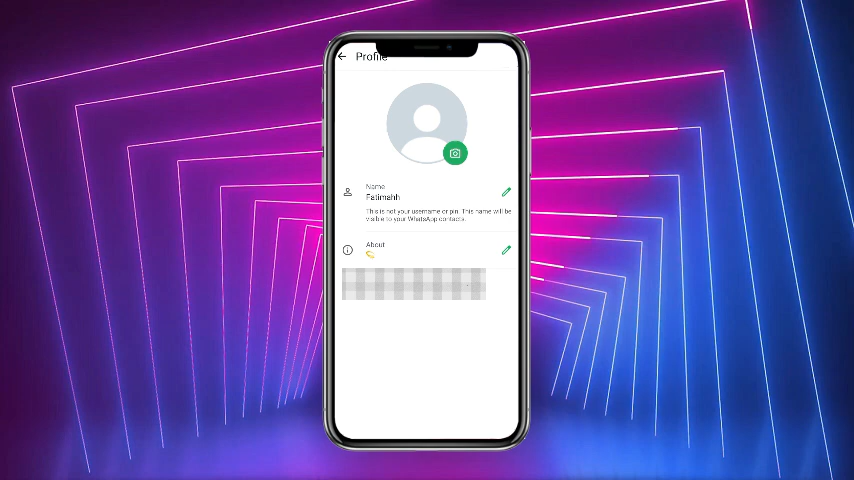 Profile
Name
Fatimahh
This is not your username or pin. This name will be
visible to your WhatsApp contacts.
About